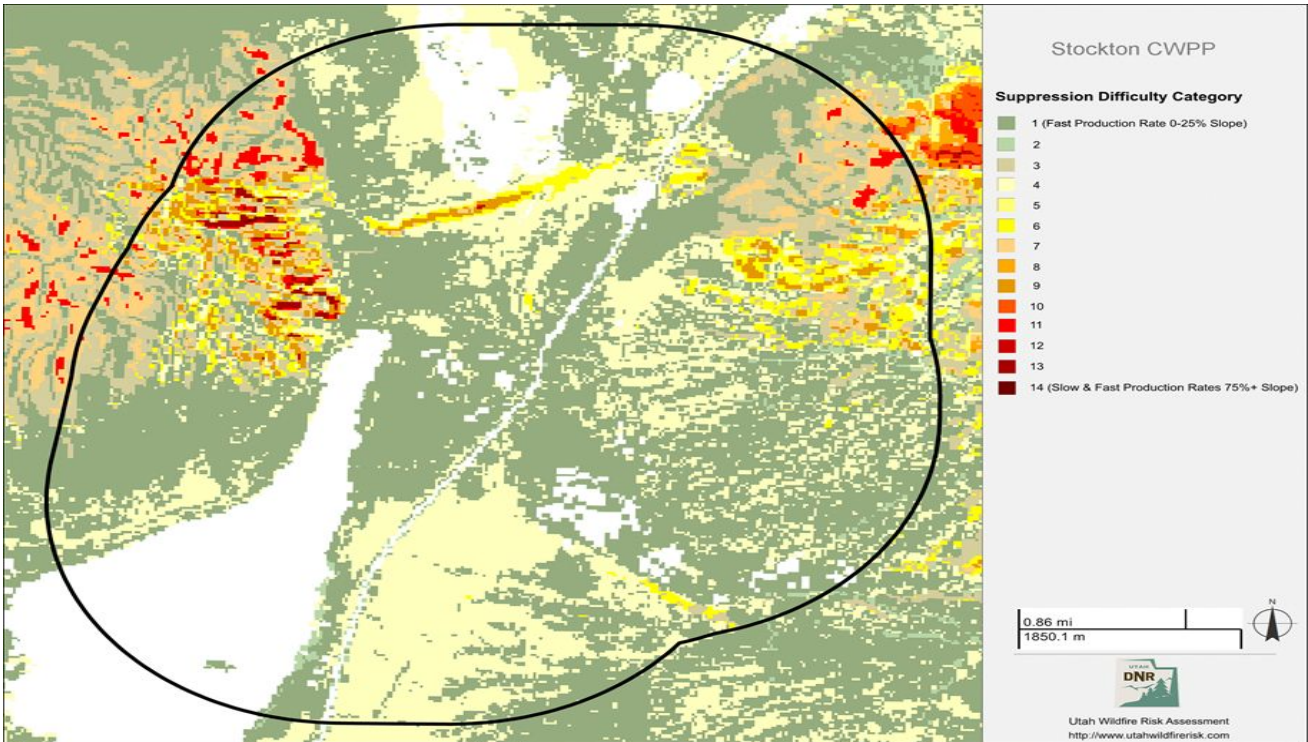 Stockton CWPP
Suppression Difficulty Category
1 (Fast Production Rate 0-25% Slope)
2
3
4
5
6
7
8
9
10
11
12
13
14 (Slow & Fast Production Rates 75%+ Slope)
0.86 mi
1850.1 m
N
UTAH
DNR
Utah Wildfire Risk Assessment
http://www.utahwildfirerisk.com